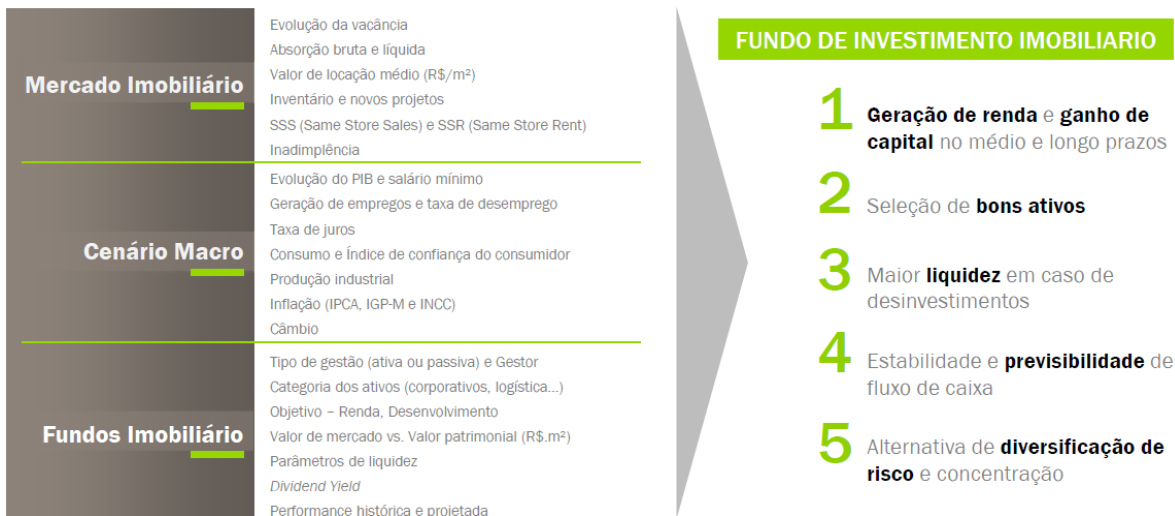 Mercado Imobiliário
Evolução da vacância
Absorção bruta e líquida
Valor de locação médio (R$/m²)
Inventário e novos projetos
SSS (Same Store Sales) e SSR (Same Store Rent)
Inadimplência
Cenário Macro
Evolução do PIB e salário mínimo
Geração de empregos e taxa de desemprego
Taxa de juros
Consumo e Índice de confiança do consumidor
Produção industrial
Inflação (IPCA, IGP-M e INCC)
Câmbio
Fundos Imobiliário
Tipo de gestão (ativa ou passiva) e Gestor
Categoria dos ativos (corporativos, logística...)
Objetivo – Renda, Desenvolvimento
Valor de mercado vs. Valor patrimonial (R$.m²)
Parâmetros de liquidez
Dividend Yield
Performance histórica e projetada
FUNDO DE INVESTIMENTO IMOBILIARIO
1 Geração de renda e ganho de
capital no médio e longo prazos
2 Seleção de bons ativos
3 Maior liquidez em caso de
desinvestimentos
4 Estabilidade e previsibilidade de
fluxo de caixa
5 Alternativa de diversificação de
risco e concentração